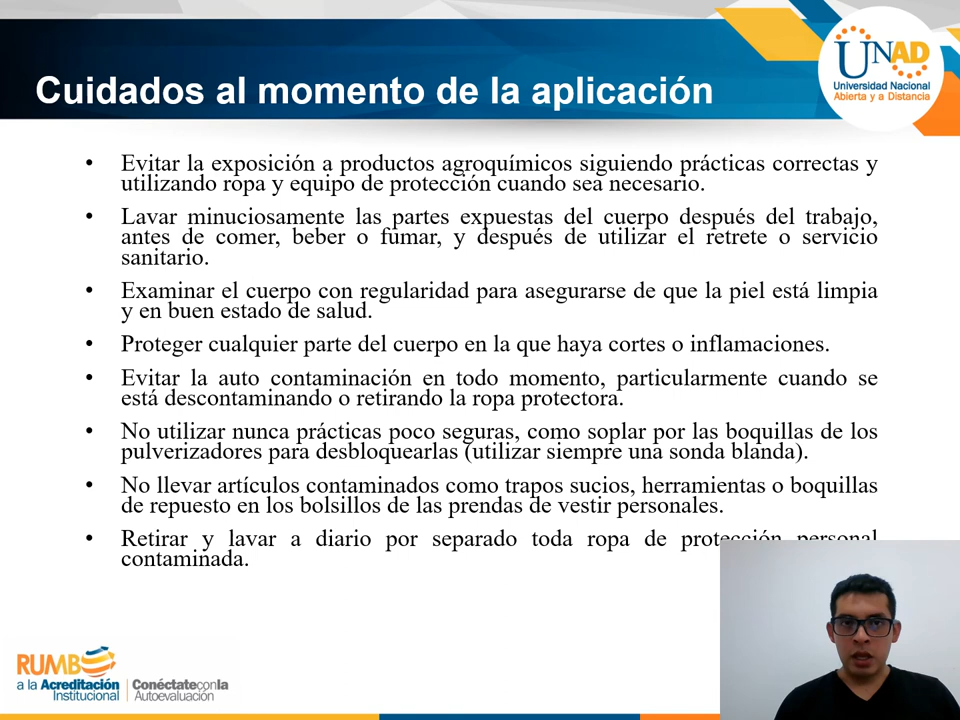 Cuidados al momento de la aplicación
UNAD
Universidad Nacional
Abierta y a Distancia
• Evitar la exposición a productos agroquímicos siguiendo prácticas correctas y
utilizando ropa y equipo de protección cuando sea necesario.
• Lavar minuciosamente las partes expuestas del cuerpo después del trabajo,
antes de comer, beber o fumar, y después de utilizar el retrete o servicio
sanitario.
• Examinar el cuerpo con regularidad para asegurarse de que la piel está limpia
y en buen estado de salud.
• Proteger cualquier parte del cuerpo en la que haya cortes o inflamaciones.
• Evitar la auto contaminación en todo momento, particularmente cuando se
está descontaminando o retirando la ropa protectora.
• No utilizar nunca prácticas poco seguras, como soplar por las boquillas de los
pulverizadores para desbloquearlas (utilizar siempre una sonda blanda).
• No llevar artículos contaminados como trapos sucios, herramientas o boquillas
de repuesto en los bolsillos de las prendas de vestir personales.
• Retirar y lavar a diario por separado toda ropa de protección personal
contaminada.
RUMBO
a la Acreditación
Institucional
Conéctateconla
Autoevaluación